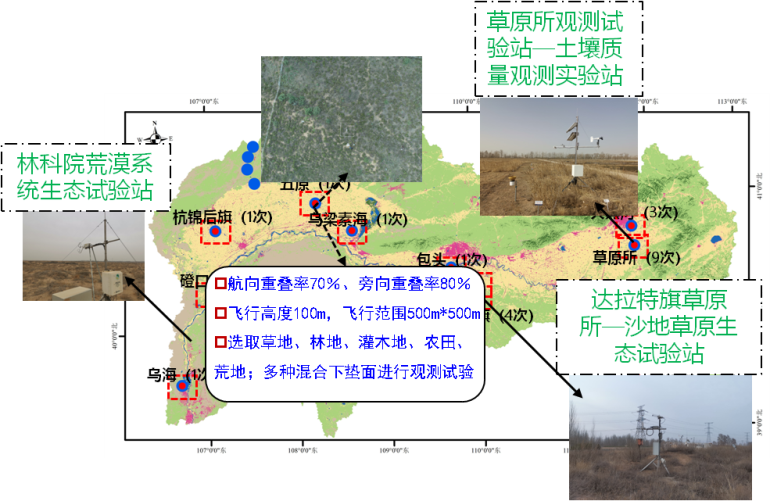 草原所观测试
验站—土壤质
量观测实验站
107°0'0"东
110°0'0"东
0"东
113°0'0"东
N
W
E
S
林科院荒漠系
统生态试验站
五原 (1次)
杭锦后旗 (1次)
乌梁素海 (1次)
(3次)
草原所 (9次)
包头 (1次)
磴口
旗 (4次)
乌海 (1次
41°0'0"北
40°0'0"北
39°0'0"北
航向重叠率70%、旁向重叠率80%
飞行高度100m，飞行范围500m*500m
选取草地、林地、灌木地、农田、
荒地；多种混合下垫面进行观测试验
达拉特旗草原
所—沙地草原生
态试验站
107°0'0"东
108°0'0"东
109°0'0"东
110°0'0"东